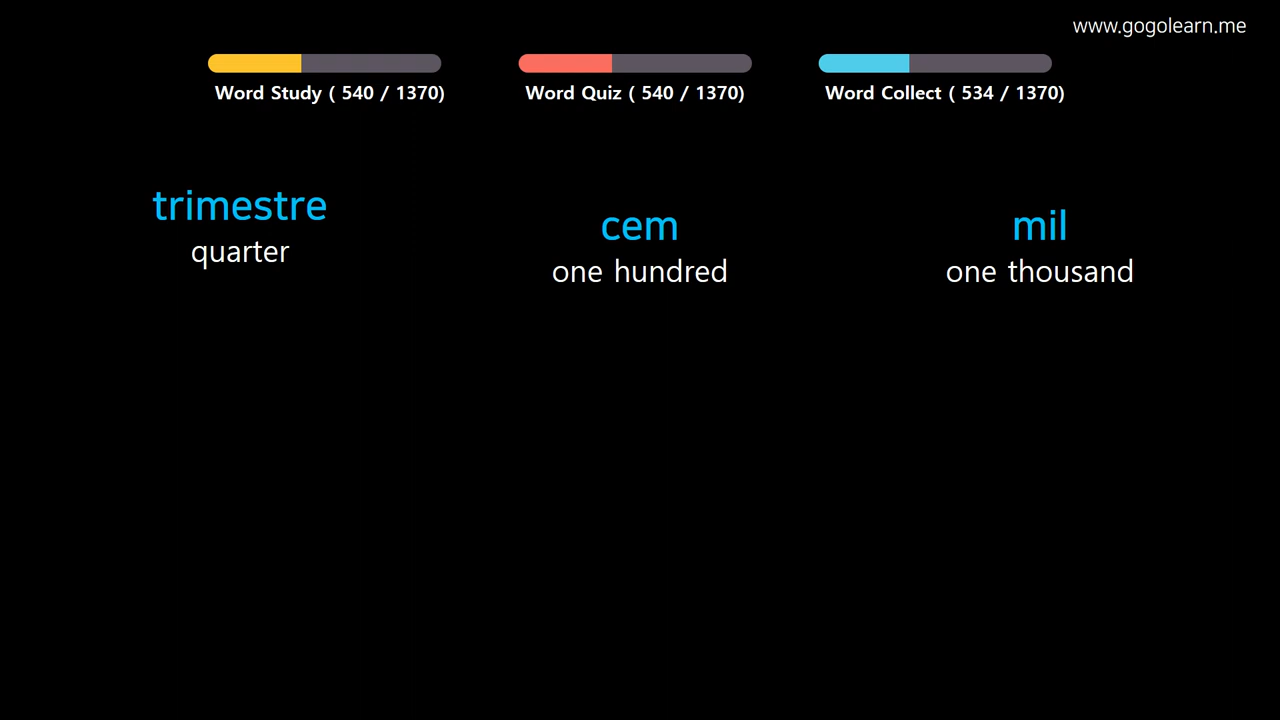 www.gogolearn.me
Word Study ( 540 / 1370)
Word Quiz ( 540 / 1370)
Word Collect ( 534 / 1370)
trimestre
quarter
cem
one hundred
mil
one thousand